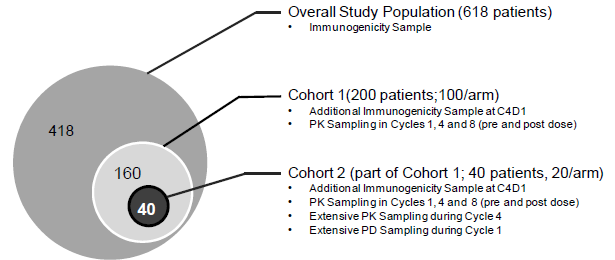 Overall Study Population (618 patients)
• Immunogenicity Sample
Cohort 1(200 patients;100/arm)
• Additional Immunogenicity Sample at C4D1
• PK Sampling in Cycles 1, 4 and 8 (pre and post dose)
418
160
40
Cohort 2 (part of Cohort 1; 40 patients, 20/arm)
• Additional Immunogenicity Sample at C4D1
• PK Sampling in Cycles 1, 4 and 8 (pre and post dose)
• Extensive PK Sampling during Cycle 4
• Extensive PD Sampling during Cycle 1